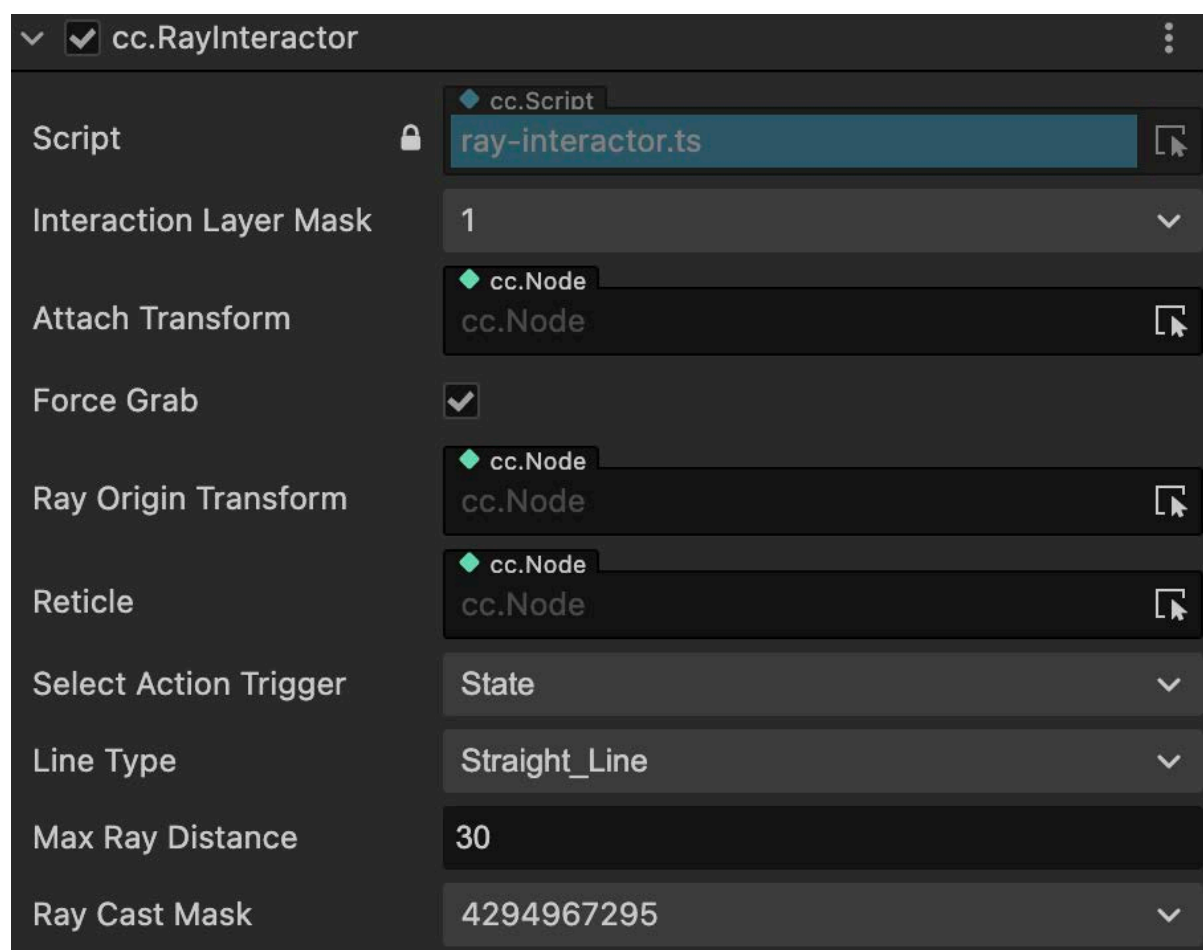 cc.RayInteractor
cc.Script
Script ray-interactor.ts
Interaction Layer Mask 1
cc.Node
Attach Transform cc.Node
Force Grab
cc.Node
Ray Origin Transform cc.Node
cc.Node
Reticle cc.Node
Select Action Trigger State
Line Type Straight_Line
Max Ray Distance 30
Ray Cast Mask 4294967295